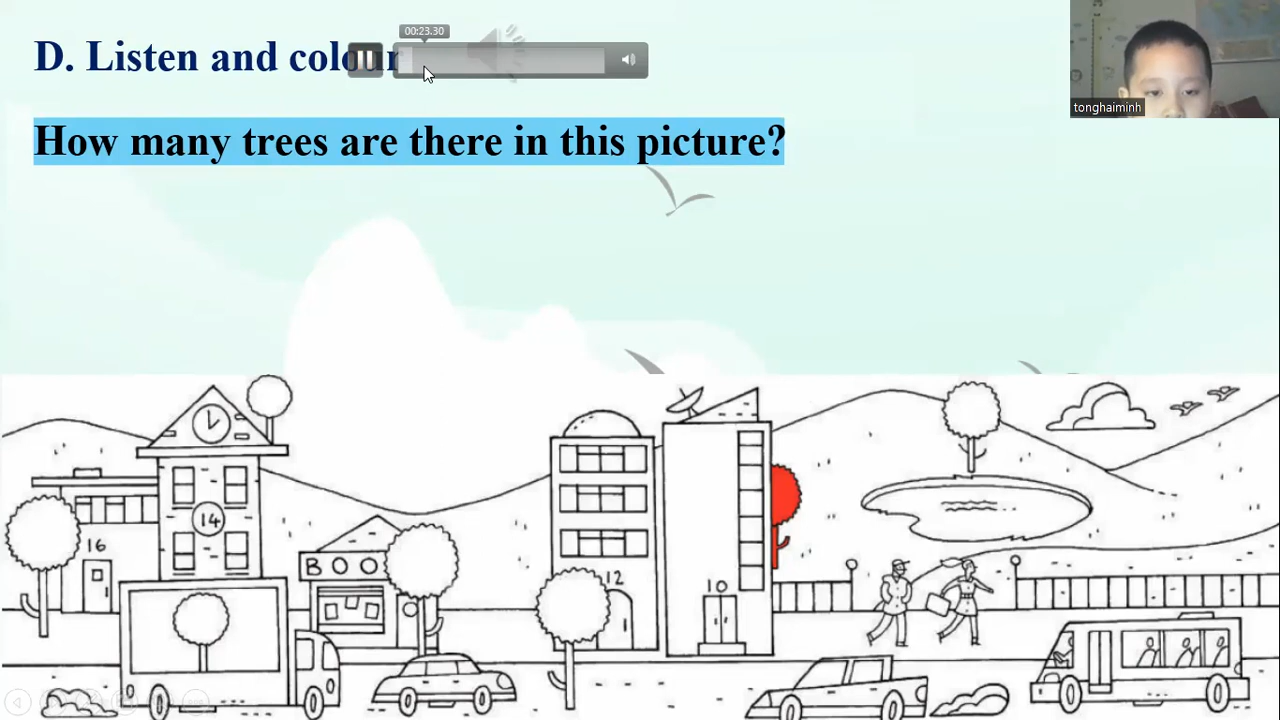 00:23.30
D. Listen and colour
tonghaiminh
How many trees are there in this picture?
14
16
BOO
12
10